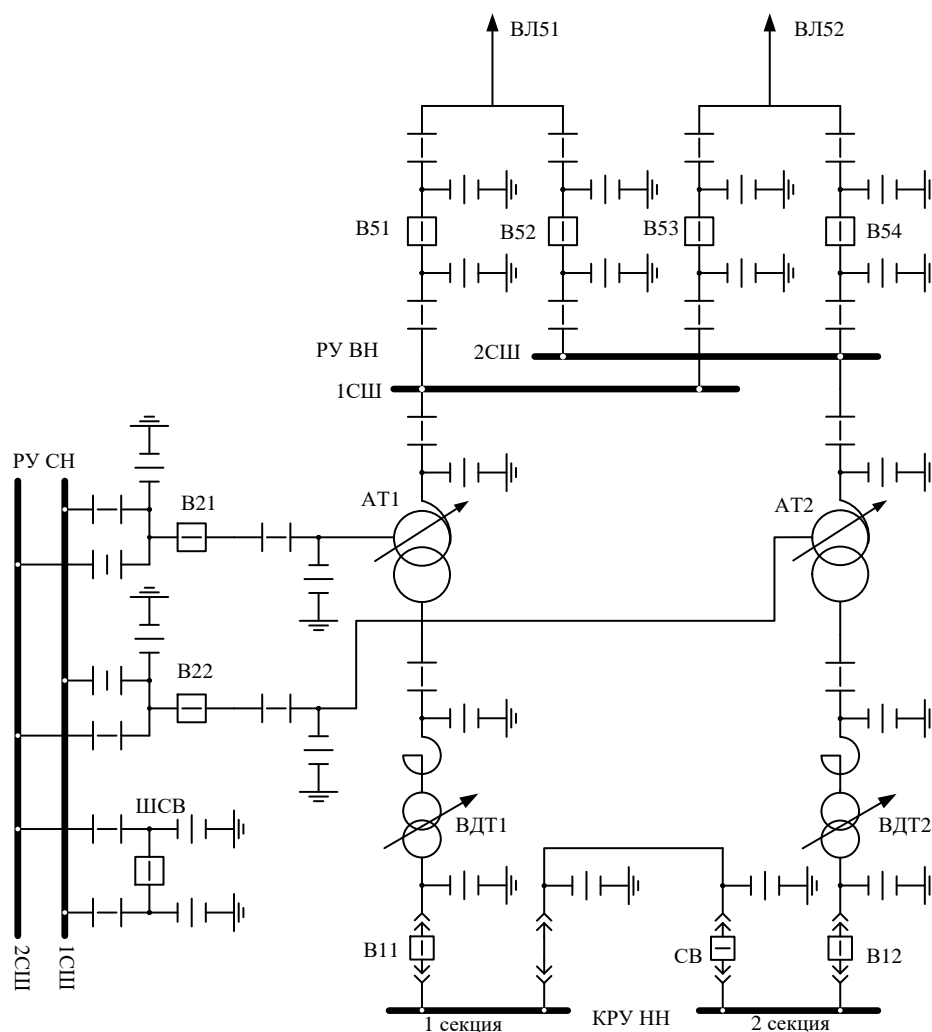 ВЛ51
ВЛ52
В51
В52
В53
В54
РУ ВН
2СШ
1СШ
РУ СН
В21
АТ1
АТ2
В22
ШСВ
ВДТ1
ВДТ2
2СШ
1СШ
В11
СВ
В12
1 секция
КРУ НН
2 секция